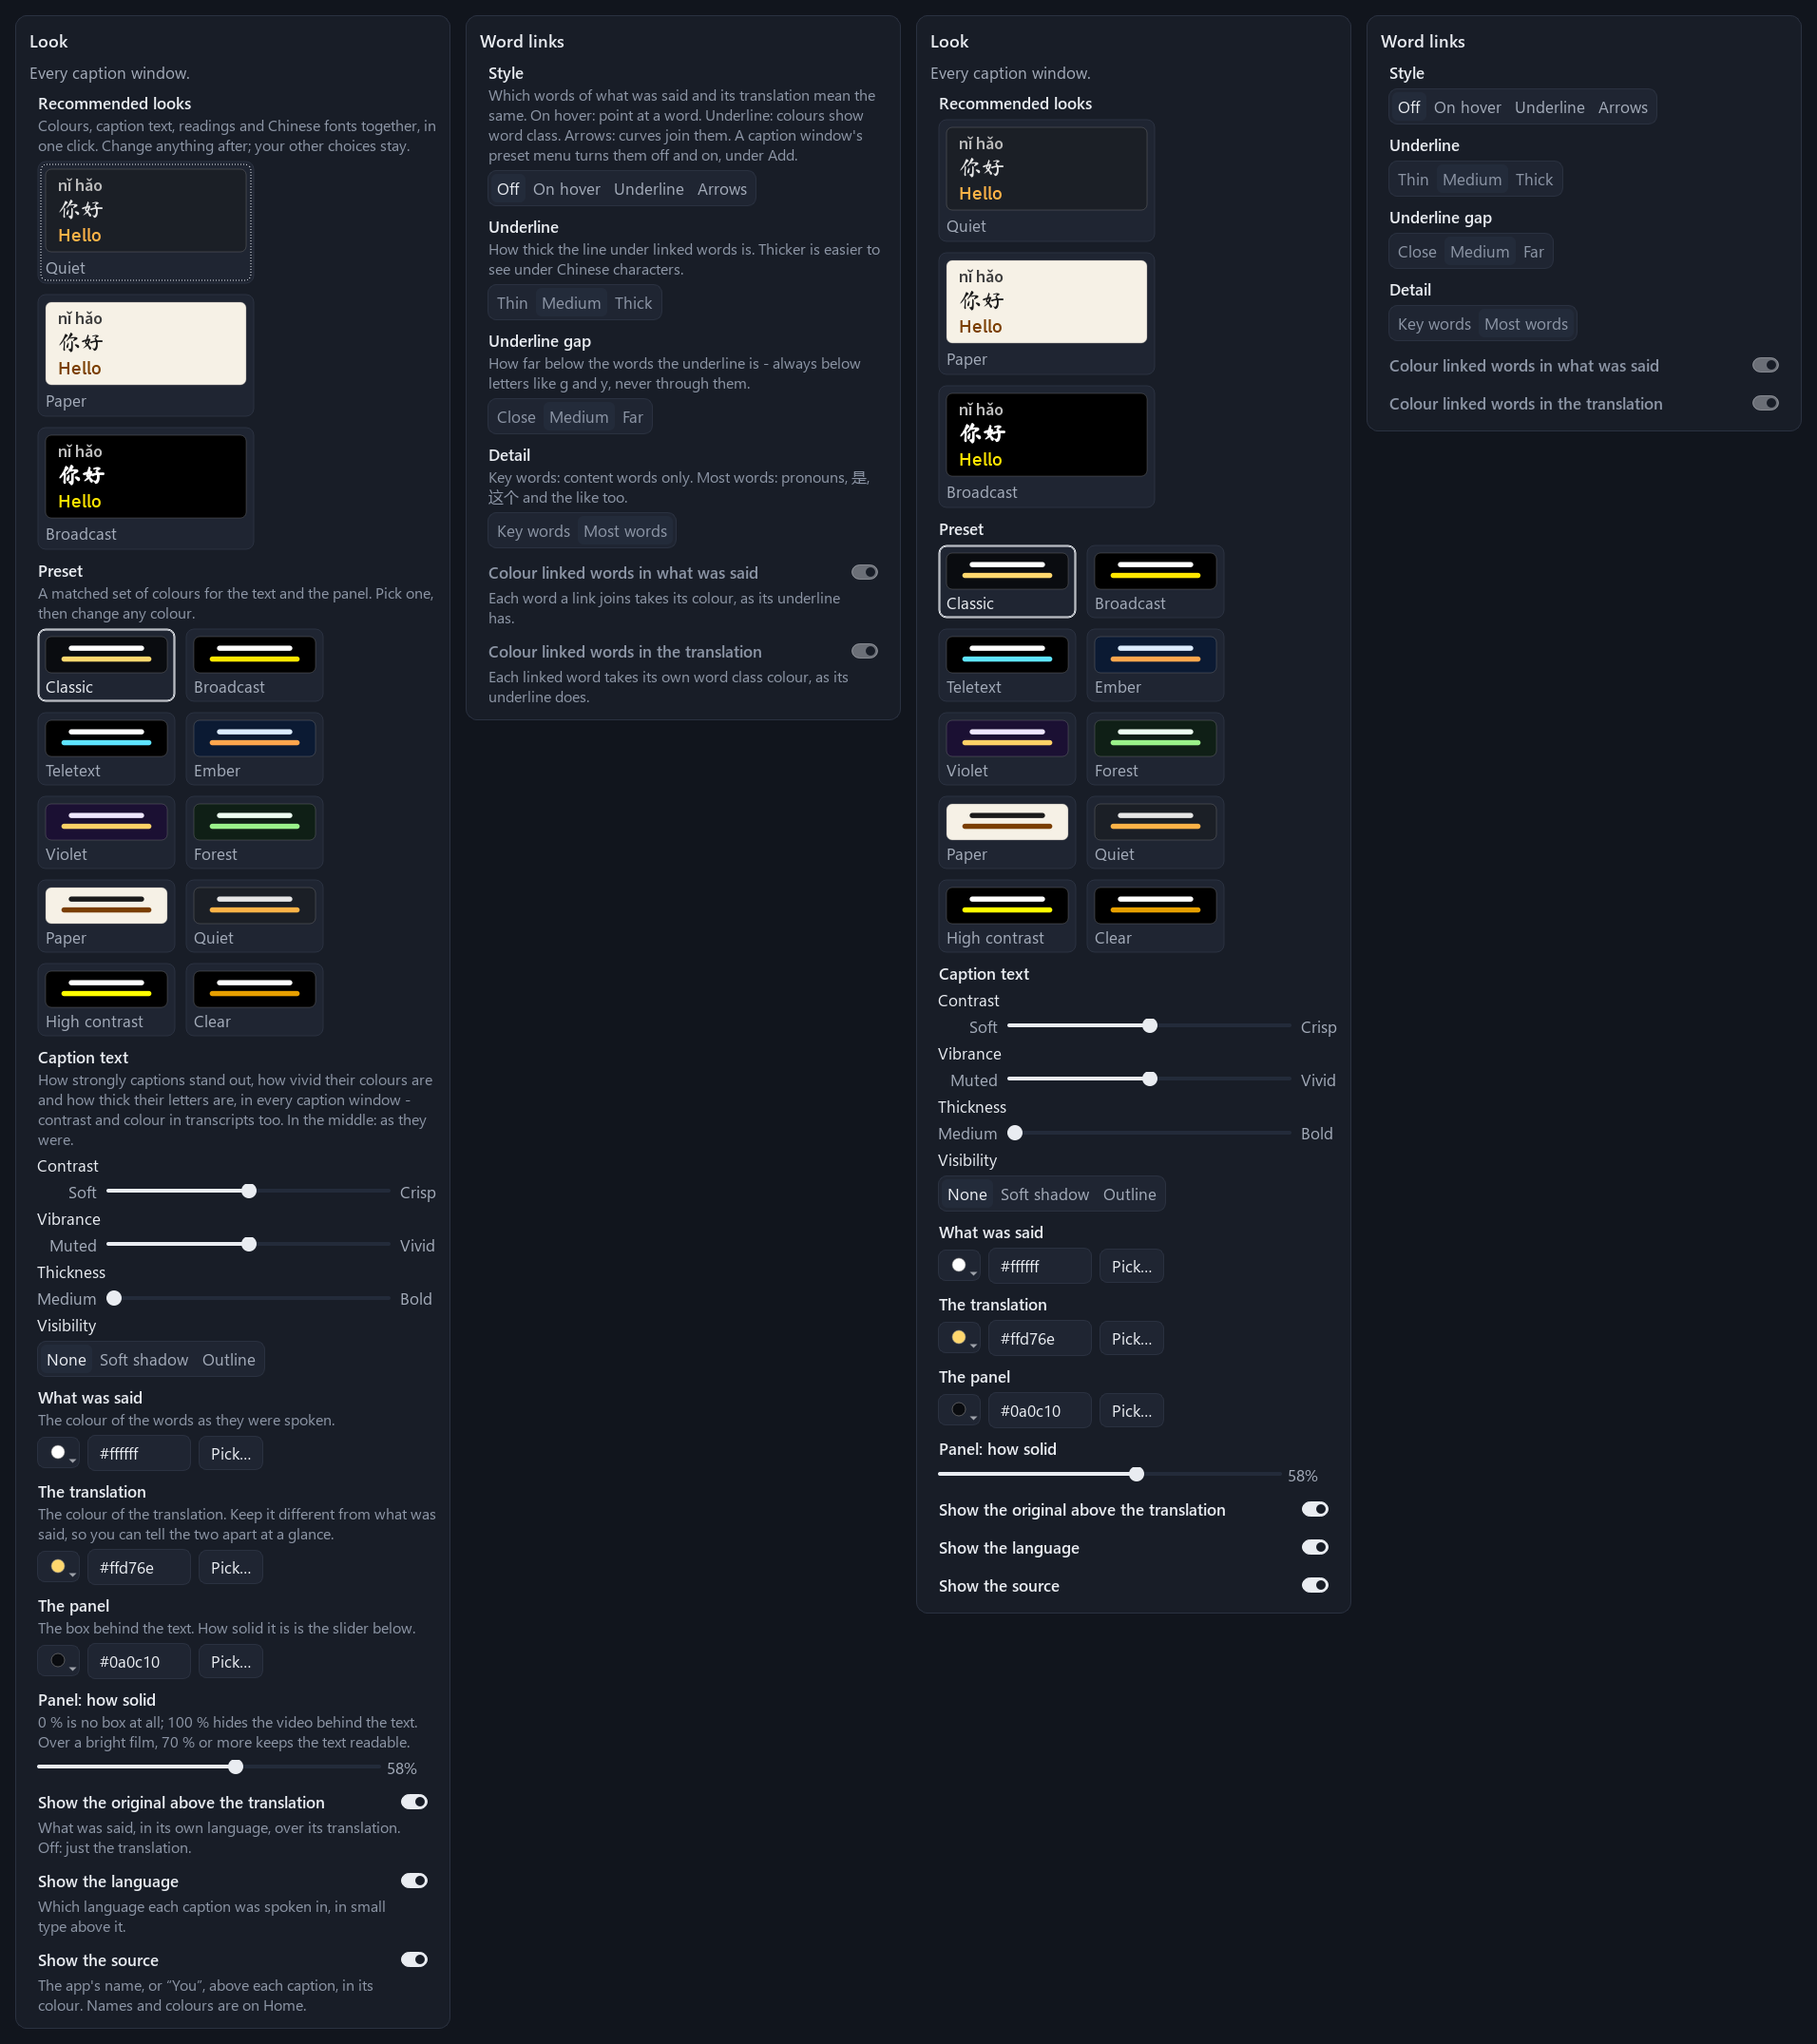 Look
Every caption window.
Recommended looks
Colours, caption text, readings and Chinese fonts together, in
one click. Change anything after; your other choices stay.
nǐ hǎo
你好
Hello
Quiet
nǐ hǎo
你好
Hello
Paper
nǐ hǎo
你好
Hello
Broadcast
Preset
A matched set of colours for the text and the panel. Pick one,
then change any colour.
Classic
Broadcast
Teletext
Ember
Violet
Forest
Paper
Quiet
High contrast
Clear
Caption text
How strongly captions stand out, how vivid their colours are
and how thick their letters are, in every caption window -
contrast and colour in transcripts too. In the middle: as they
were.
Contrast
Soft
Crisp
Vibrance
Muted
Vivid
Thickness
Medium
Bold
Visibility
None Soft shadow Outline
What was said
The colour of the words as they were spoken.
#ffffff Pick...
The translation
The colour of the translation. Keep it different from what was
said, so you can tell the two apart at a glance.
#ffd76e Pick...
The panel
The box behind the text. How solid it is is the slider below.
#0a0c10 Pick...
Panel: how solid
0 % is no box at all; 100 % hides the video behind the text.
Over a bright film, 70 % or more keeps the text readable.
58%
Show the original above the translation
What was said, in its own language, over its translation.
Off: just the translation.
Show the language
Which language each caption was spoken in, in small
type above it.
Show the source
The app's name, or “You”, above each caption, in its
colour. Names and colours are on Home.
Word links
Style
Which words of what was said and its translation mean the
same. On hover: point at a word. Underline: colours show
word class. Arrows: curves join them. A caption window's
preset menu turns them off and on, under Add.
Off On hover Underline Arrows
Underline
How thick the line under linked words is. Thicker is easier to
see under Chinese characters.
Thin Medium Thick
Underline gap
How far below the words the underline is - always below
letters like g and y, never through them.
Close Medium Far
Detail
Key words: content words only. Most words: pronouns, 是,
这个 and the like too.
Key words Most words
Colour linked words in what was said
Each word a link joins takes its colour, as its underline
has.
Colour linked words in the translation
Each linked word takes its own word class colour, as its
underline does.
Look
Every caption window.
Recommended looks
nǐ hǎo
你好
Hello
Quiet
nǐ hǎo
你好
Hello
Paper
nǐ hǎo
你好
Hello
Broadcast
Preset
Classic
Broadcast
Teletext
Ember
Violet
Forest
Paper
Quiet
High contrast
Clear
Caption text
Contrast
Soft
Crisp
Vibrance
Muted
Vivid
Thickness
Medium
Bold
Visibility
None Soft shadow Outline
What was said
#ffffff Pick...
The translation
#ffd76e Pick...
The panel
#0a0c10 Pick...
Panel: how solid
58%
Show the original above the translation
Show the language
Show the source
Word links
Style
Off On hover Underline Arrows
Underline
Thin Medium Thick
Underline gap
Close Medium Far
Detail
Key words Most words
Colour linked words in what was said
Colour linked words in the translation